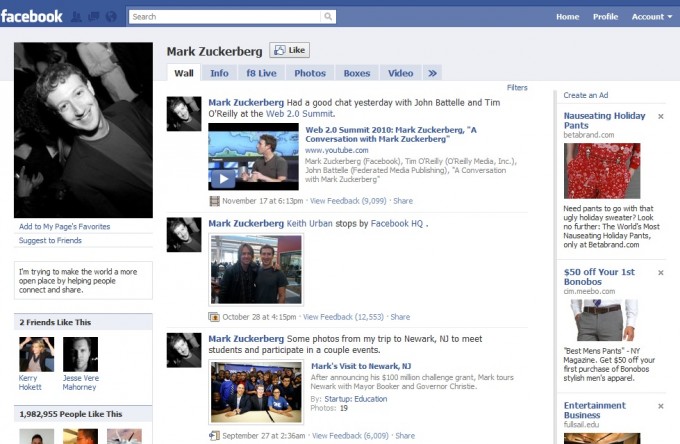 facebook
Search
Home Profile Account
Mark Zuckerberg Like
Wall Info f8 Live Photos Boxes Video »
Filters
Mark Zuckerberg Had a good chat yesterday with John Battelle and Tim
O'Reilly at the Web 2.0 Summit.
Web 2.0 Summit 2010: Mark Zuckerberg, "A
Conversation with Mark Zuckerberg"
www.youtube.com
Mark Zuckerberg (Facebook), Tim O'Reilly (O'Reilly Media, Inc.),
John Battelle (Federated Media Publishing), "A Conversation
with Mark Zuckerberg"
November 17 at 6:13pm · View Feedback (9,099) · Share
Mark Zuckerberg Keith Urban stops by Facebook HQ .
October 28 at 4:15pm · View Feedback (12,553) · Share
Mark Zuckerberg Some photos from my trip to Newark, NJ to meet
students and participate in a couple events.
Mark's Visit to Newark, NJ
After announcing his $100 million challenge grant, Mark tours
Newark with Mayor Booker and Governor Christie.
By: Startup: Education
Photos: 19
September 27 at 2:36am · View Feedback (6,009) · Share
Add to My Page's Favorites
Suggest to Friends
I'm trying to make the world a more
open place by helping people
connect and share.
2 Friends Like This
Kerry
Hokett
Jesse Vere
Mahorney
1,982,955 People Like This
Create an Ad
Nauseating Holiday
Pants
betabrand.com
Need pants to go with that
ugly holiday sweater? Look
no further: The World's Most
Nauseating Holiday Pants,
only at Betabrand.com
$50 off Your 1st
Bonobos
cim.meebo.com
"Best Mens Pants" - NY
Magazine. Get $50 off your
first purchase of Bonobos
stylish men's apparel.
Entertainment
Business
fullsail.edu